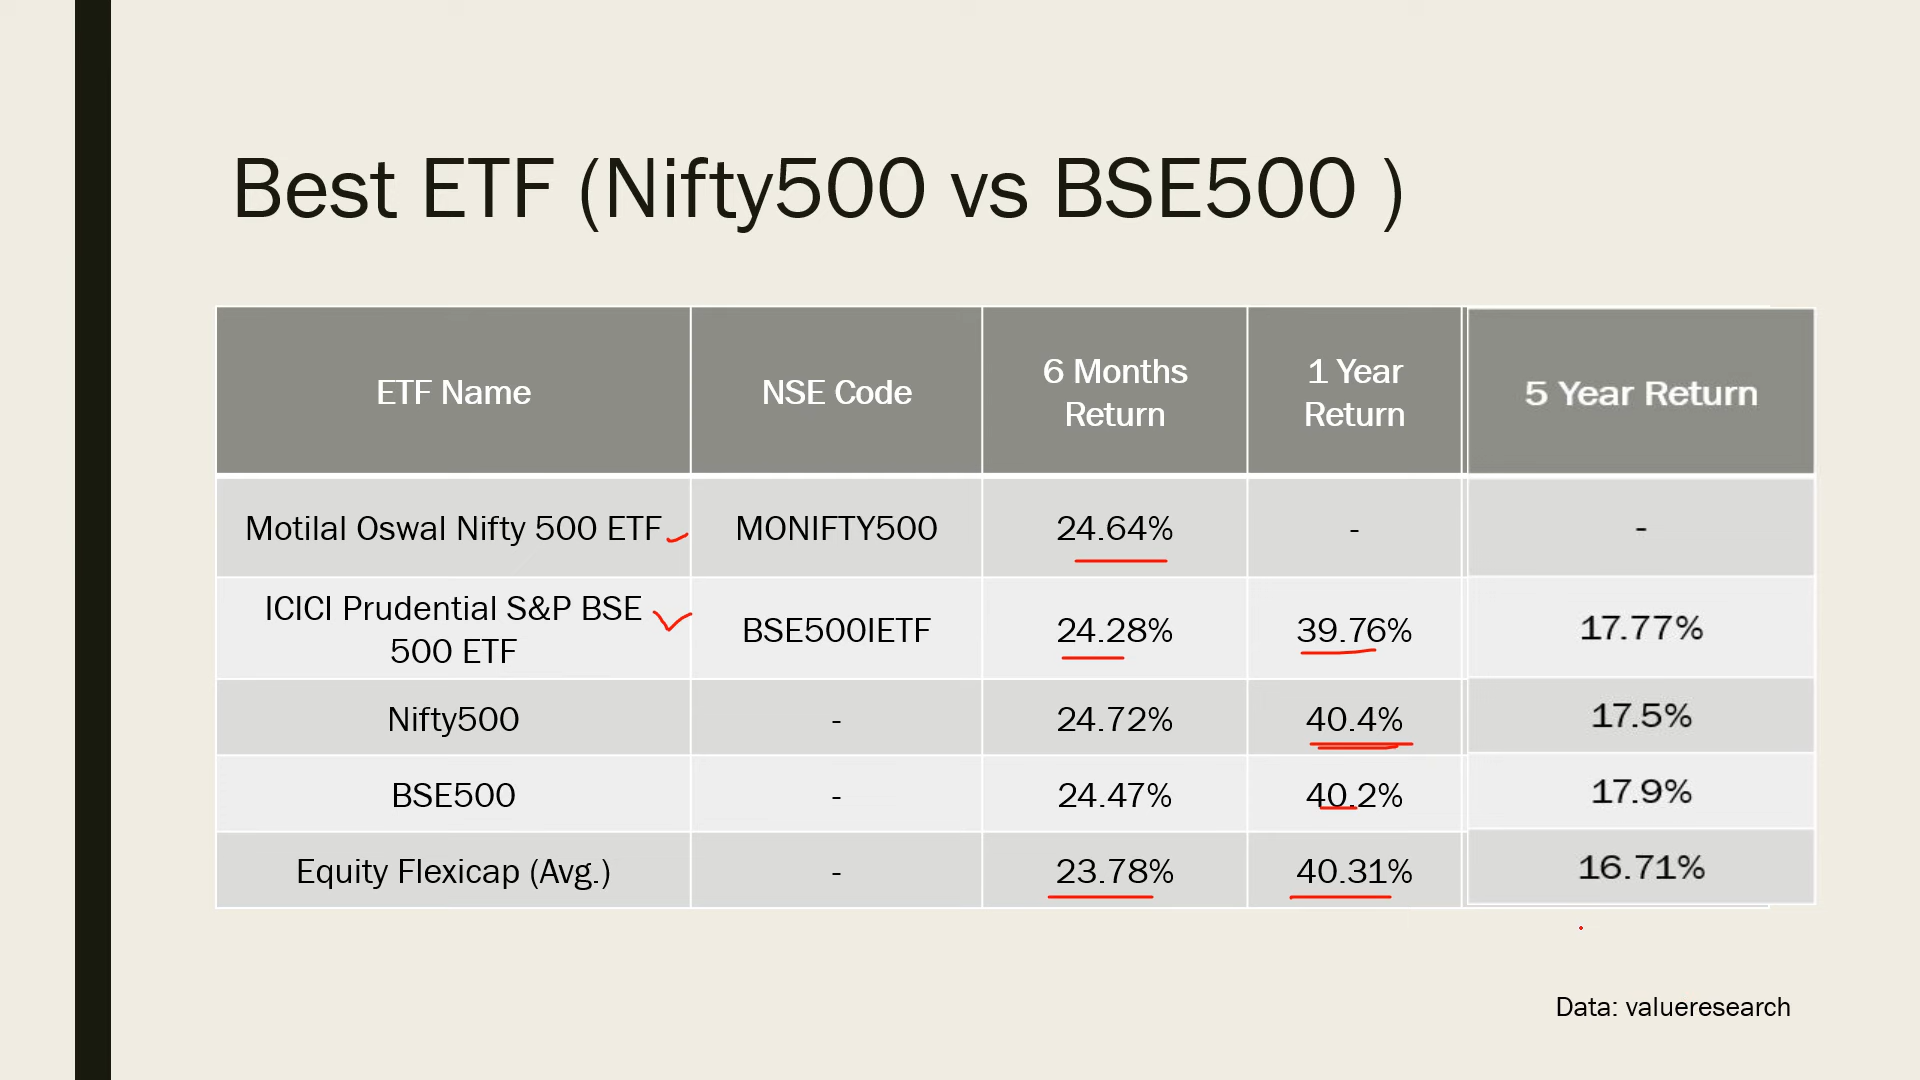 Best ETF (Nifty500 vs BSE500 )
ETF Name
NSE Code
6 Months
Return
1 Year
Return
5 Year Return
Motilal Oswal Nifty 500 ETF
MONIFTY500
24.64%
-
-
ICICI Prudential S&P BSE
500 ETF
BSE500IETF
24.28%
39.76%
17.77%
Nifty500
-
24.72%
40.4%
17.5%
BSE500
-
24.47%
40.2%
17.9%
Equity Flexicap (Avg.)
-
23.78%
40.31%
16.71%
Data: valueresearch